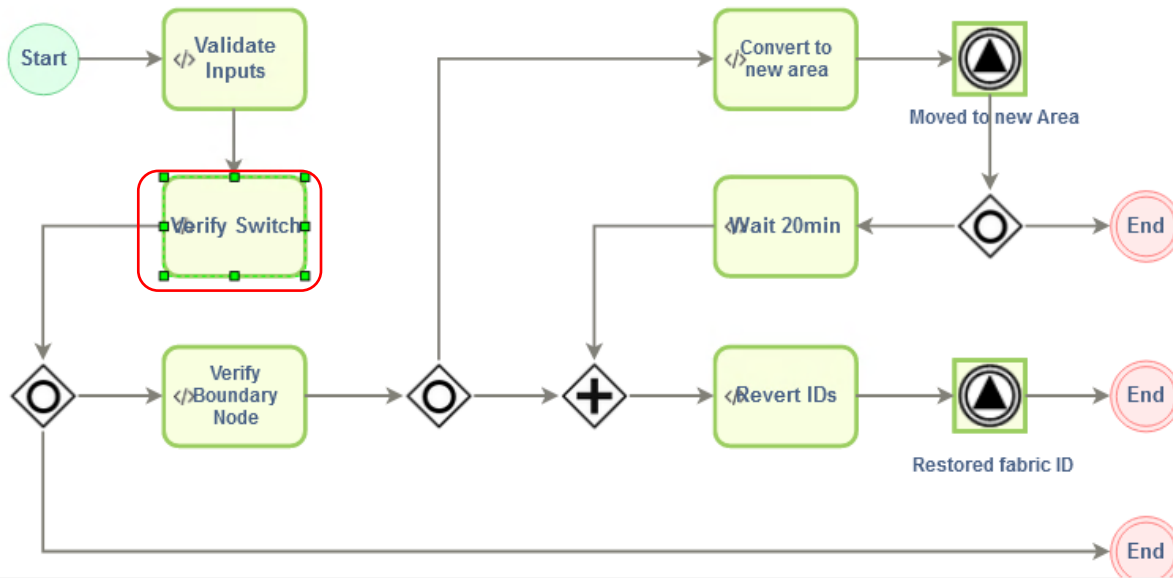 Start
Validate
Inputs
Convert to
new area
Moved to new Area
Verify Switch
Wait 20min
End
Verify
Boundary
Node
Revert IDs
End
Restored fabric ID
End